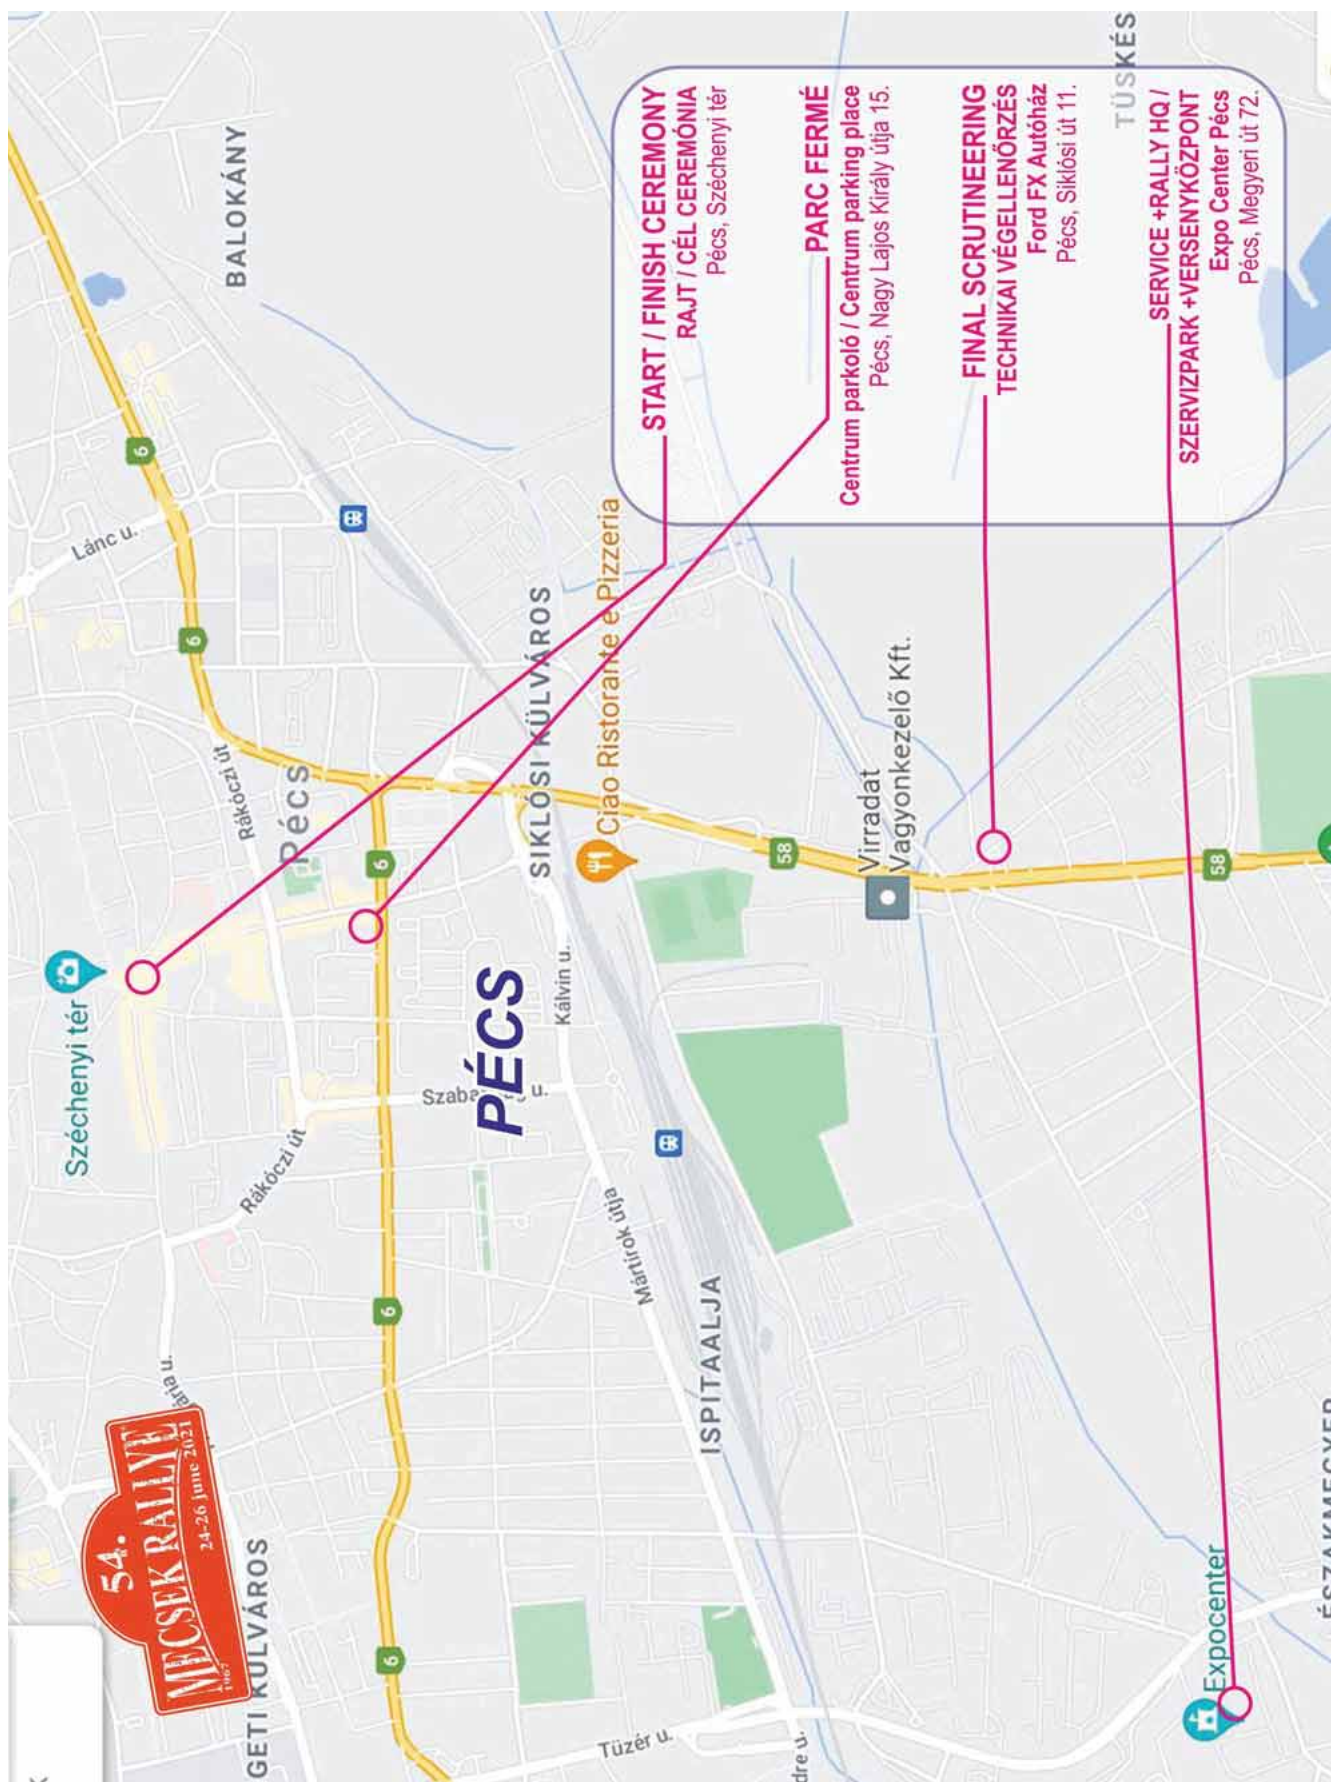 54.
MECSEK RALLYE
1967
24-26 june 2021
Széchenyi tér
BALOKÁNY
Lánc u.
6
6
Rákóczi út
Pécs
6
Rákóczi út
6
6
GETI KÜLVÁROS
PÉCS
Kálvin u.
SIKLÓSI KÜLVÁROS
Ciao Ristorante e Pizzeria
Mártírok útja
ISPITAALJA
Tüzér u.
58
Virradat
Vagyonkezelő Kft.
58
Expocenter
TÜSKÉS
START / FINISH CEREMONY
RAJT / CÉL CEREMÓNIA
Pécs, Széchenyi tér
PARC FERMÉ
Centrum parkoló / Centrum parking place
Pécs, Nagy Lajos Király útja 15.
FINAL SCRUTINEERING
TECHNIKAI VÉGELLENŐRZÉS
Ford FX Autóház
Pécs, Siklósi út 11.
SERVICE +RALLY HQ /
SZERVIZPARK +VERSENYKÖZPONT
Expo Center Pécs
Pécs, Megyeri út 72.